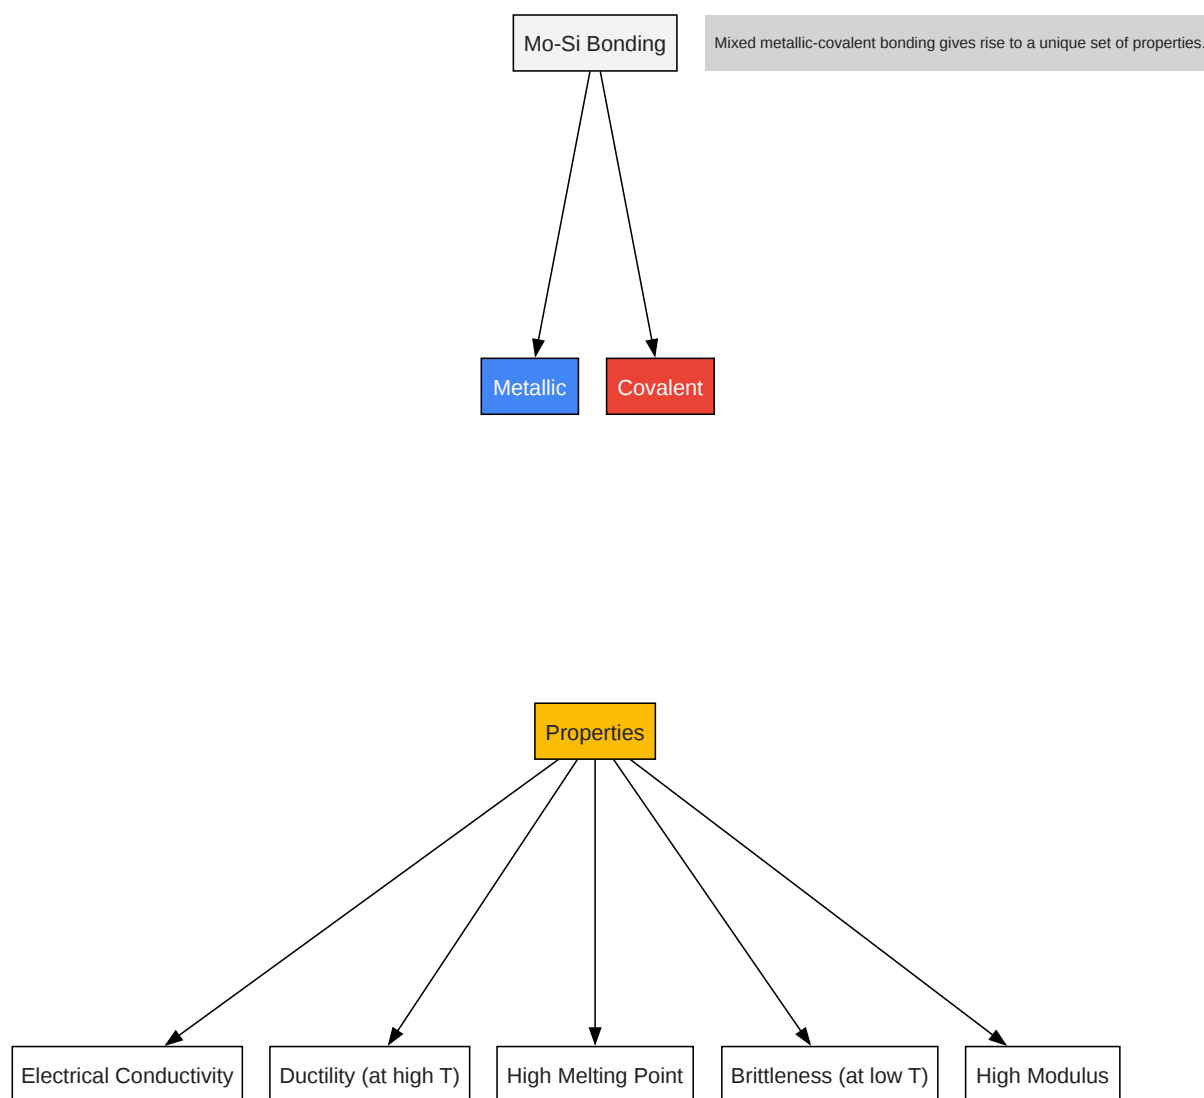 Mo-Si Bonding
Mixed metallic-covalent bonding gives rise to a unique set of properties.
Metallic
Covalent
Properties
Electrical Conductivity
Ductility (at high T)
High Melting Point
Brittleness (at low T)
High Modulus